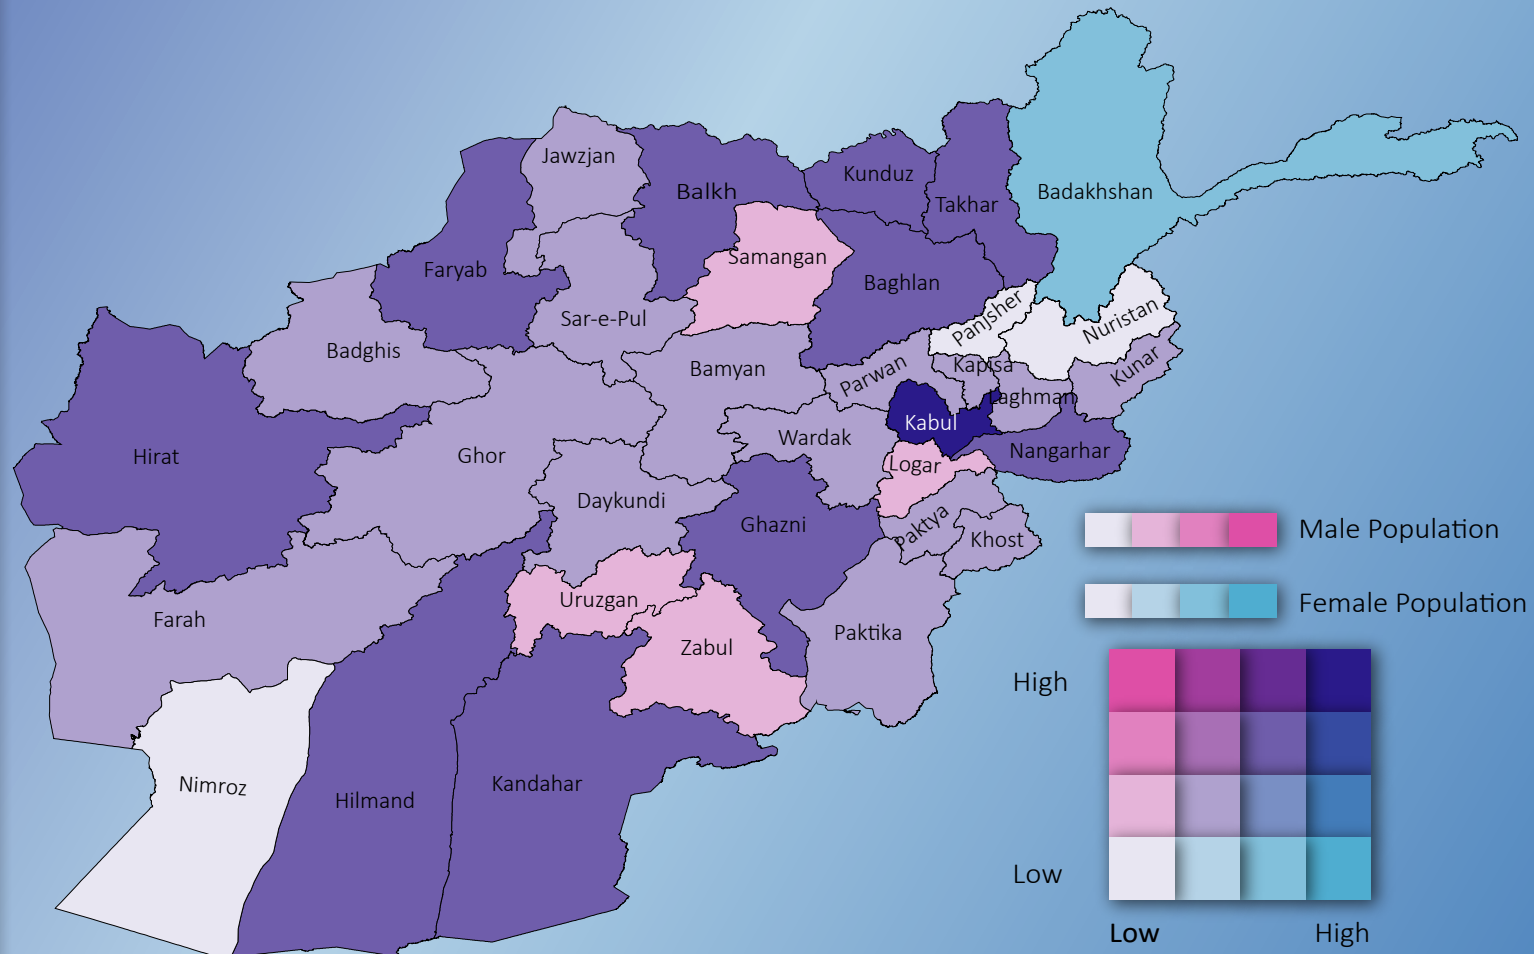 Jawzjan
Balkh
Kunduz
Takhar
Badakhshan
Faryab
Samangan
Baghlan
Sar-e-Pul
Panjsher
Nuristan
Badghis
Bamyan
Parwan
Kapisa
Kunar
Laghman
Hirat
Ghor
Wardak
Kabul
Nangarhar
Logar
Daykundi
Ghazni
Paktya
Khost
Farah
Uruzgan
Zabul
Paktika
Nimroz
Hilmand
Kandahar
Male Population
Female Population
High
Low
Low High